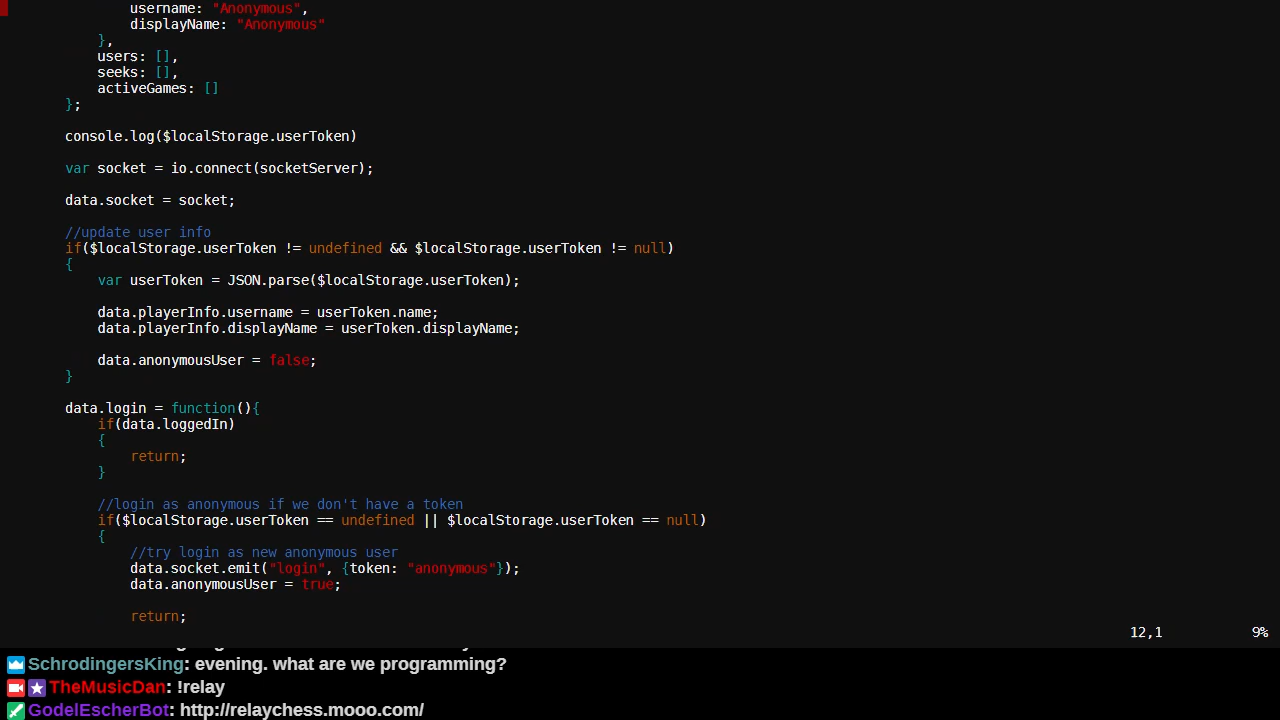 username: "Anonymous",
displayName: "Anonymous"
},
users: [],
seeks: [],
activeGames: []
};
console.log($localStorage.userToken)
var socket = io.connect(socketServer);
data.socket = socket;
//update user info
if($localStorage.userToken != undefined && $localStorage.userToken != null)
{
var userToken = JSON.parse($localStorage.userToken);
data.playerInfo.username = userToken.name;
data.playerInfo.displayName = userToken.displayName;
data.anonymousUser = false;
}
data.login = function(){
if(data.loggedIn)
{
return;
}
//login as anonymous if we don't have a token
if($localStorage.userToken == undefined || $localStorage.userToken == null)
{
//try login as new anonymous user
data.socket.emit("login", {token: "anonymous"});
data.anonymousUser = true;
return;
12,1 9%
SchrodingersKing: evening. what are we programming?
TheMusicDan: !relay
GodelEscherBot: http://relaychess.mooo.com/